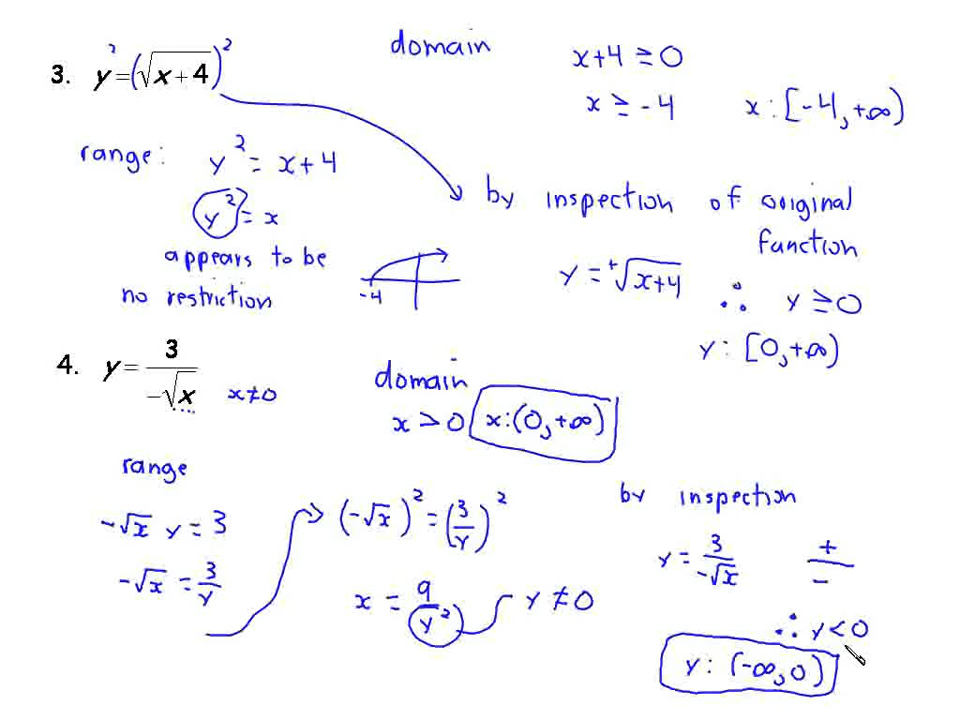 3. y² = (√x + 4)²
domain
x+4 ≥ 0
x ≥ -4 x : [-4, +∞)
range: y² = x+4
y² = x
appears to be
no restriction
-4
by inspection of original
function
y = +√x+4 ∴ y ≥ 0
y : [0, +∞)
4. y = 3/-√x x≠0
domain
x > 0 x:(0, +∞)
range
-√x y = 3
-√x = 3/y
(-√x)² = (3/y)²
x = 9/y² y ≠ 0
by inspection
y = 3/-√x +/-
∴ y < 0
y : (-∞, 0)